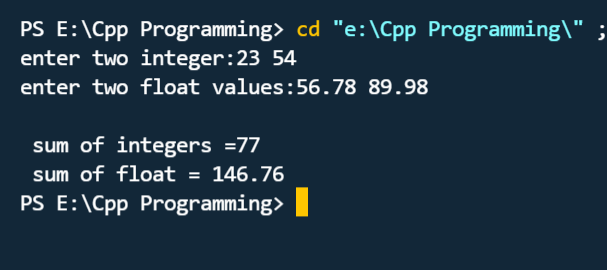 PS E:\Cpp Programming> cd "e:\Cpp Programming\" ;
enter two integer:23 54
enter two float values:56.78 89.98
sum of integers =77
sum of float = 146.76
PS E:\Cpp Programming>